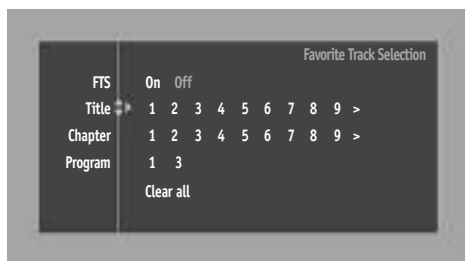 Favorite Track Selection
FTS On Off
Title 1 2 3 4 5 6 7 8 9 >
Chapter 1 2 3 4 5 6 7 8 9 >
Program 1 3
Clear all